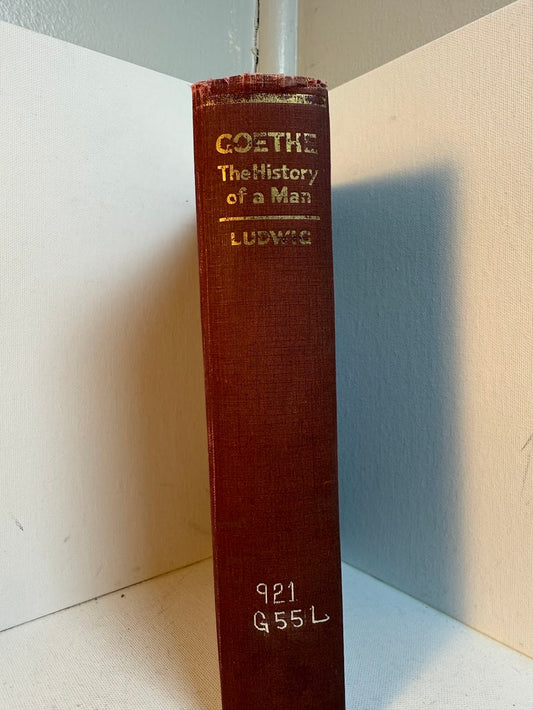 GOETHE
The History
of a Man
LUDWIG
921
G55L